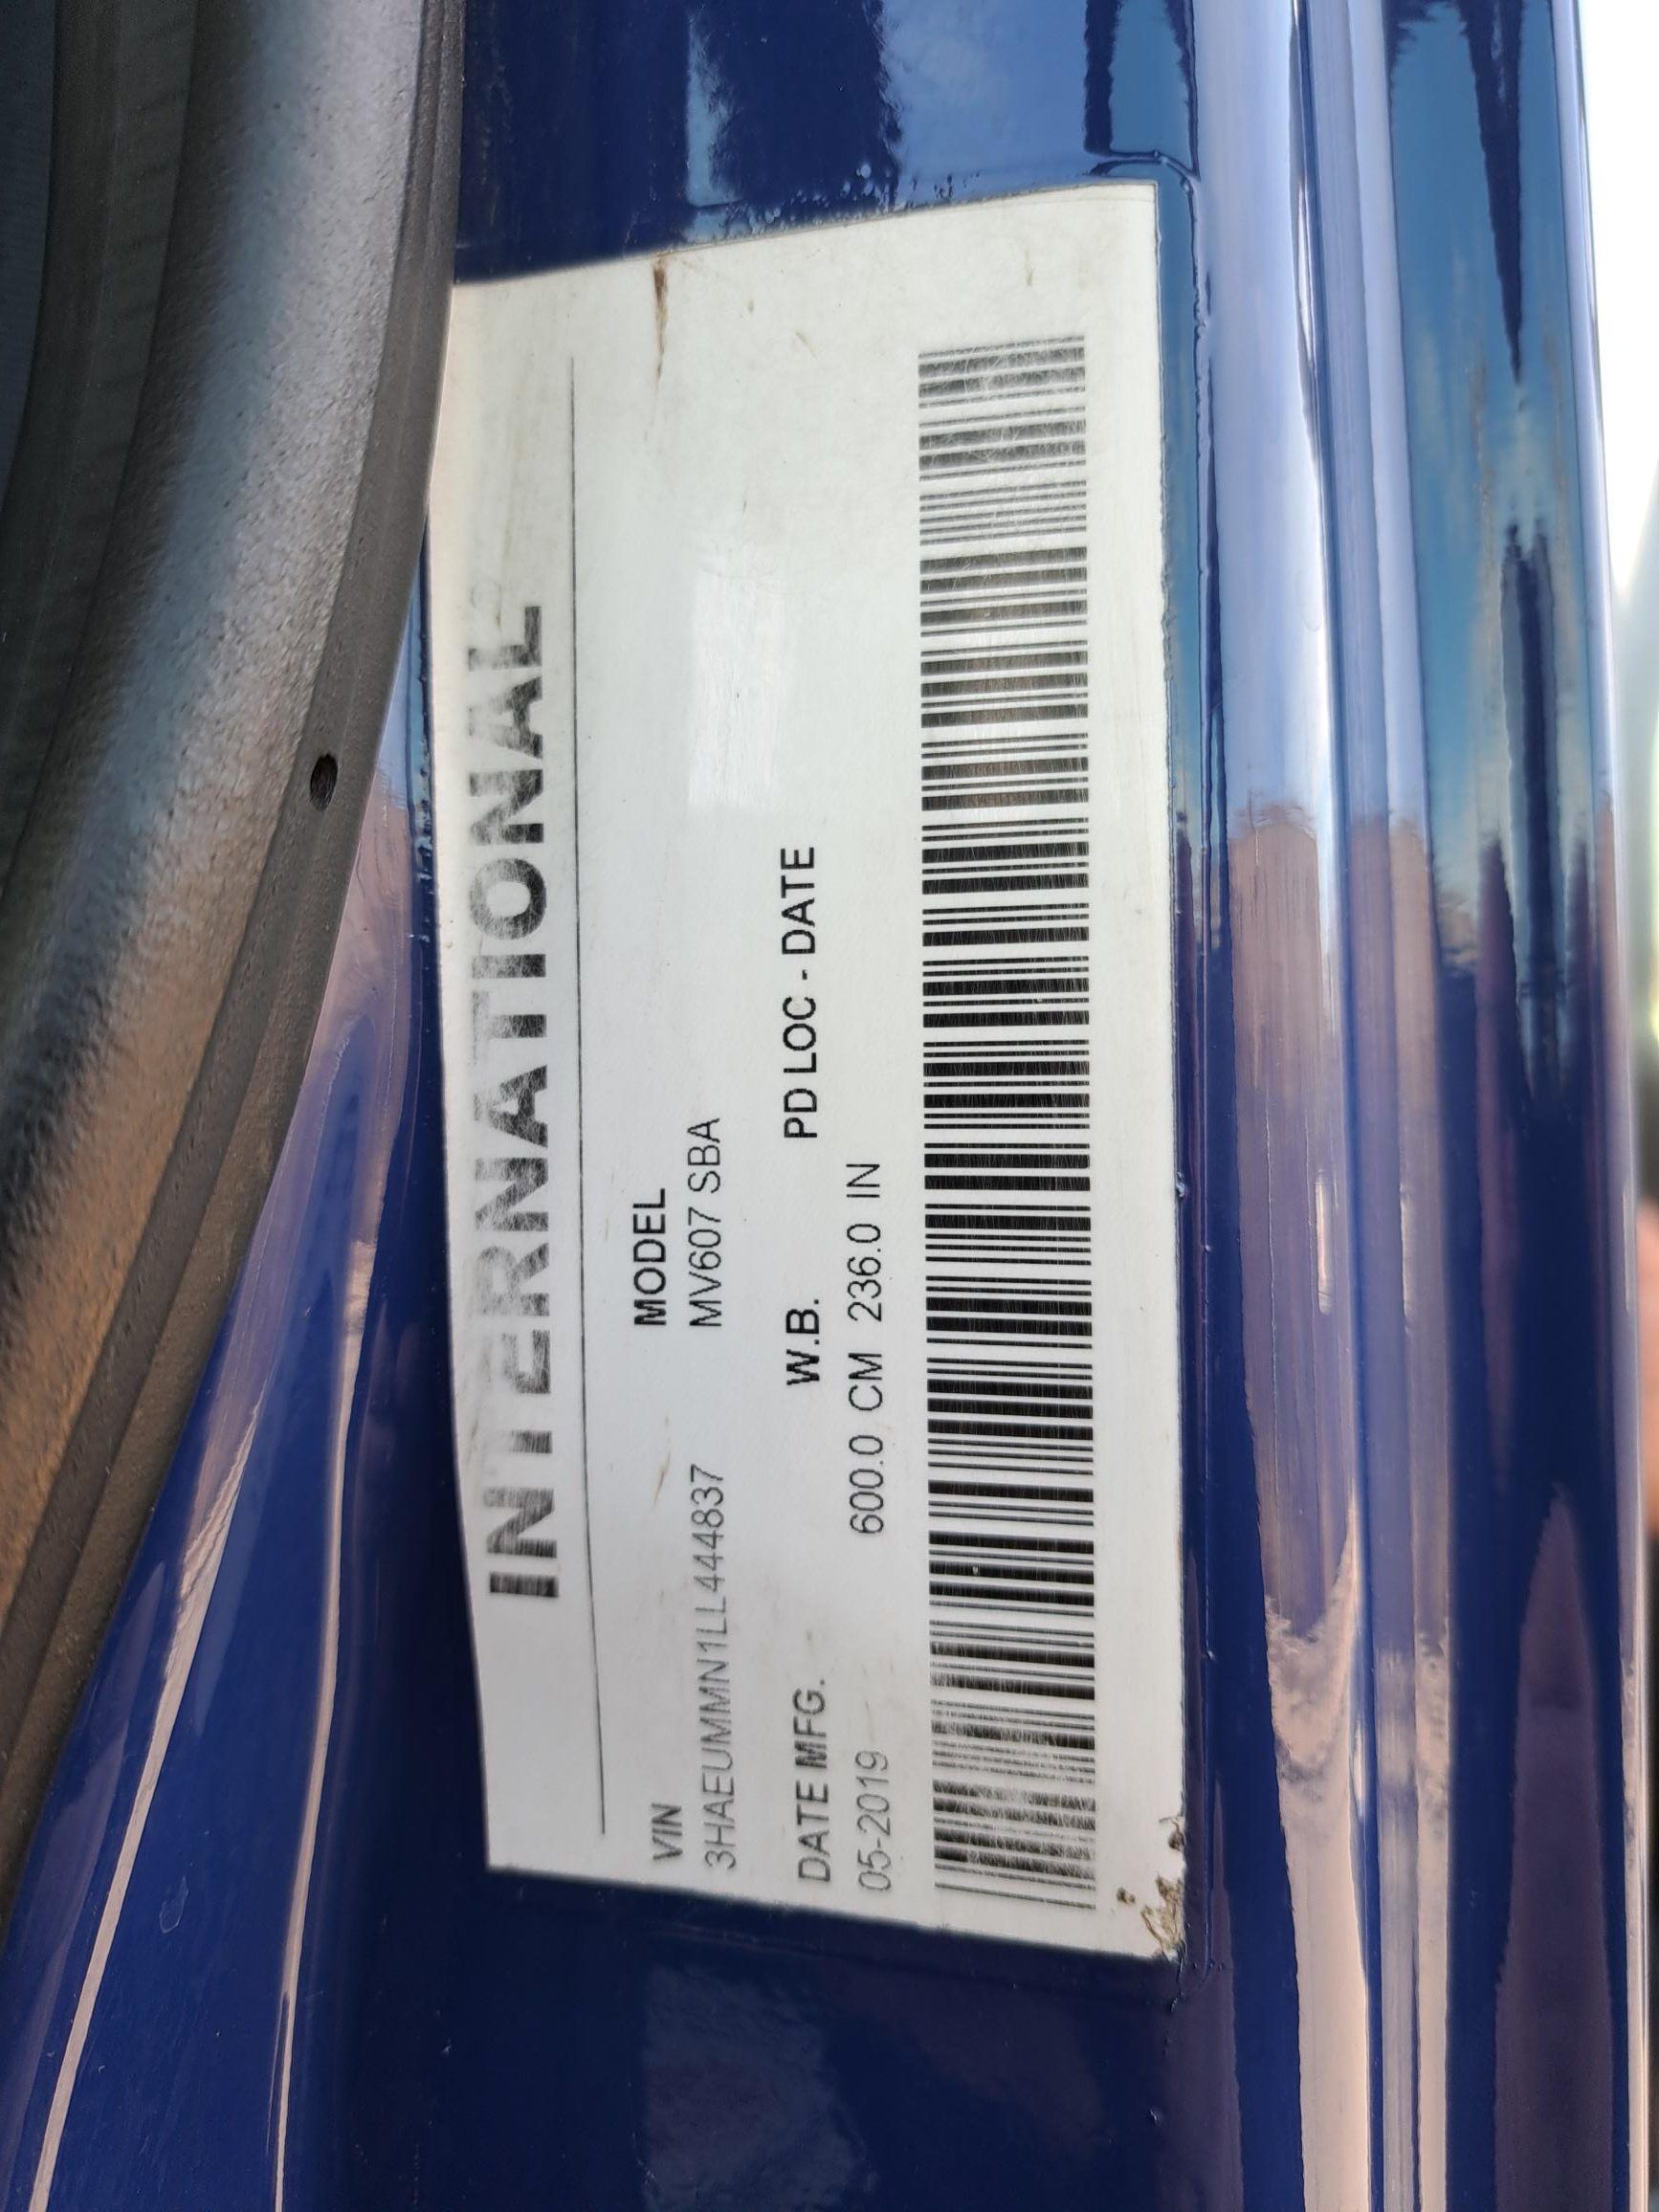 INTERNATIONAL
VIN MODEL
3HAEUMMN1LL444837 MV607 SBA
DATE MFG. W.B. PD LOC - DATE
05-2019 600.0 CM 236.0 IN